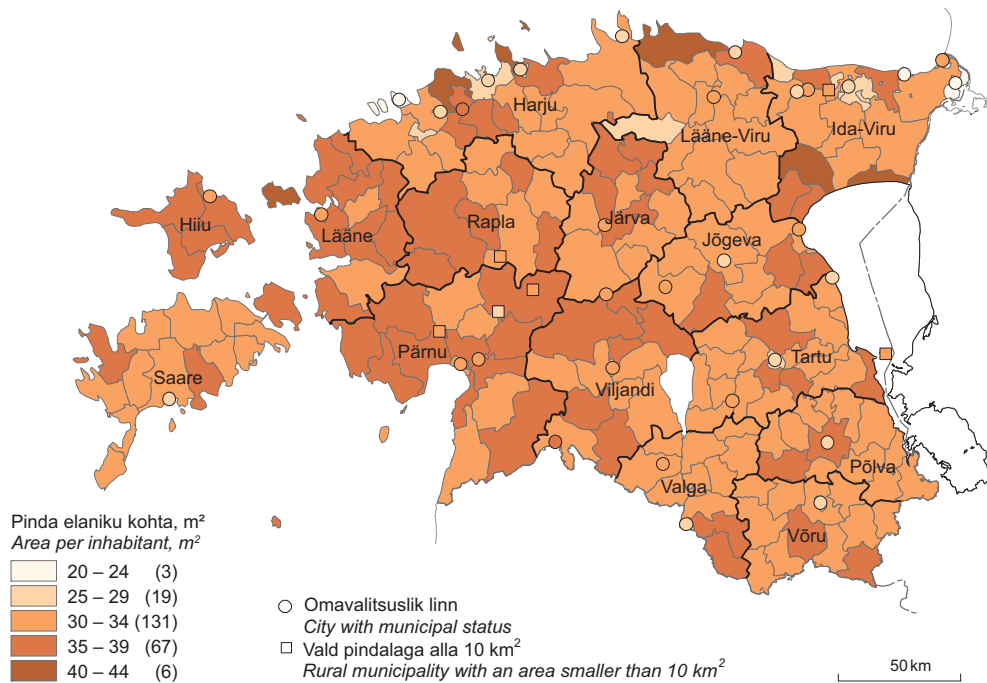 Harju
Lääne-Viru
Ida-Viru
Hiiu
Lääne
Rapla
Järva
Jõgeva
Saare
Pärnu
Viljandi
Tartu
Valga
Põlva
Võru
Pinda elaniku kohta, m²
Area per inhabitant, m²
20 – 24 (3)
25 – 29 (19)
30 – 34 (131)
35 – 39 (67)
40 – 44 (6)
Omavalitsuslik linn
City with municipal status
Vald pindalaga alla 10 km²
Rural municipality with an area smaller than 10 km²
50 km